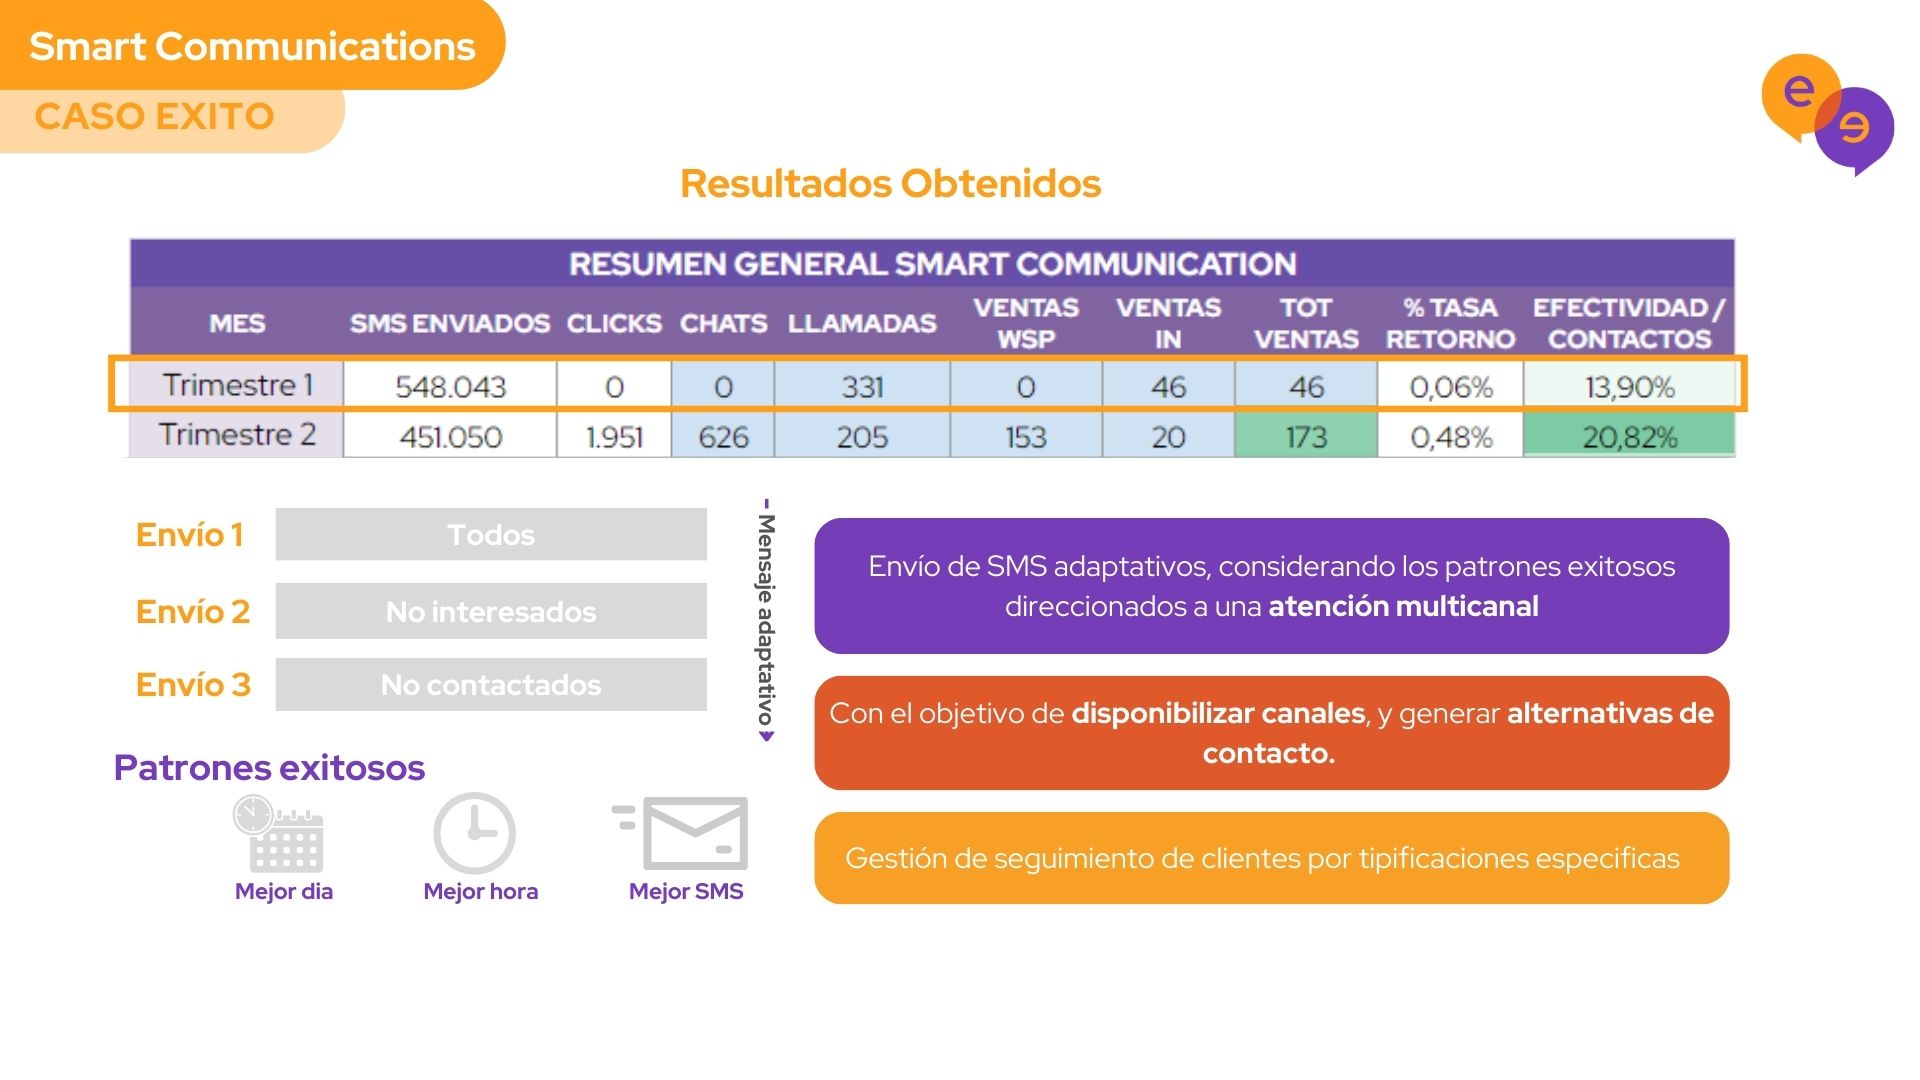 Smart Communications
CASO EXITO
e e
Resultados Obtenidos
RESUMEN GENERAL SMART COMMUNICATION
MES SMS ENVIADOS CLICKS CHATS LLAMADAS VENTAS WSP VENTAS IN TOT VENTAS % TASA RETORNO EFECTIVIDAD / CONTACTOS
Trimestre 1 548.043 0 0 331 0 46 46 0,06% 13,90%
Trimestre 2 451.050 1.951 626 205 153 20 173 0,48% 20,82%
Envío 1 Todos
Envío 2 No interesados
Envío 3 No contactados
Mensaje adaptativo
Envío de SMS adaptativos, considerando los patrones exitosos
direccionados a una atención multicanal
Con el objetivo de disponibilizar canales, y generar alternativas de
contacto.
Gestión de seguimiento de clientes por tipificaciones especificas
Patrones exitosos
Mejor dia
Mejor hora
Mejor SMS